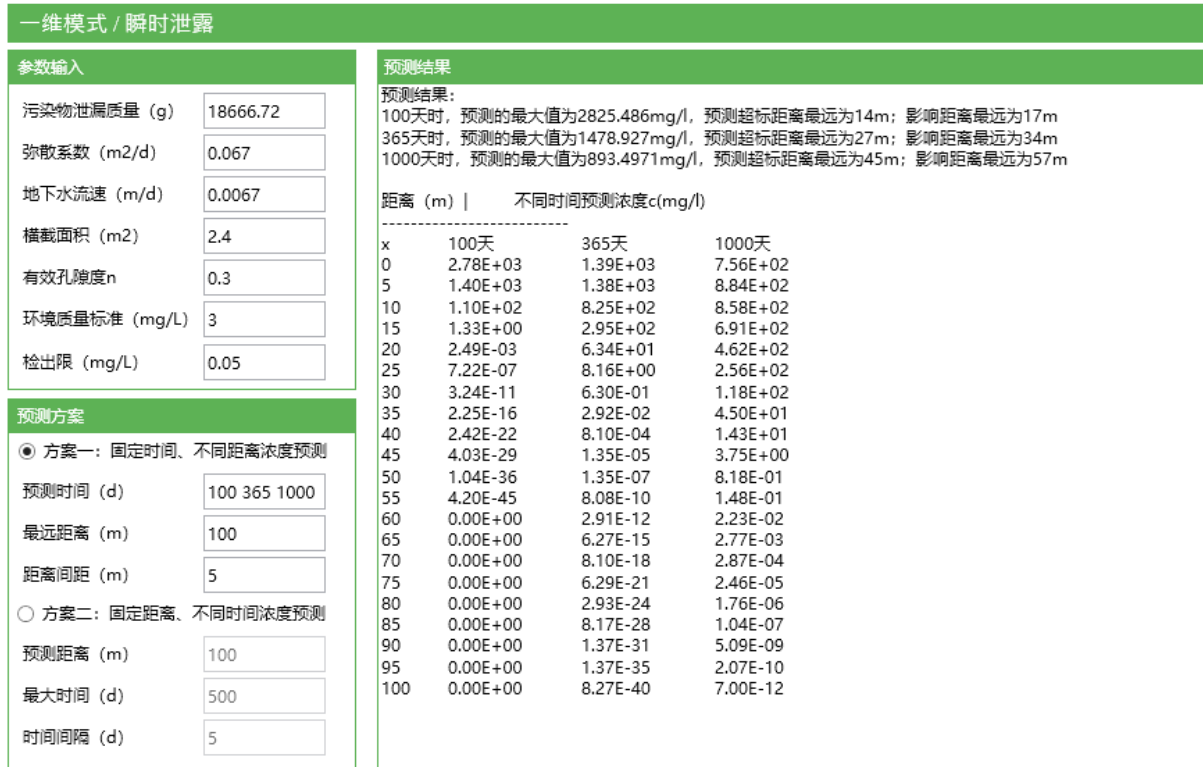 一维模式 / 瞬时泄露
参数输入
污染物泄漏质量（g） 18666.72
弥散系数（m2/d） 0.067
地下水流速（m/d） 0.0067
横截面积（m2） 2.4
有效孔隙度n 0.3
环境质量标准（mg/L） 3
检出限（mg/L） 0.05
预测方案
方案一：固定时间、不同距离浓度预测
预测时间（d） 100 365 1000
最远距离（m） 100
距离间距（m） 5
方案二：固定距离、不同时间浓度预测
预测距离（m） 100
最大时间（d） 500
时间间隔（d） 5
预测结果
预测结果：
100天时，预测的最大值为2825.486mg/l，预测超标距离最远为14m；影响距离最远为17m
365天时，预测的最大值为1478.927mg/l，预测超标距离最远为27m；影响距离最远为34m
1000天时，预测的最大值为893.4971mg/l，预测超标距离最远为45m；影响距离最远为57m
距离（m）| 不同时间预测浓度c(mg/l)
--------------------------
x 100天 365天 1000天
0 2.78E+03 1.39E+03 7.56E+02
5 1.40E+03 1.38E+03 8.84E+02
10 1.10E+02 8.25E+02 8.58E+02
15 1.33E+00 2.95E+02 6.91E+02
20 2.49E-03 6.34E+01 4.62E+02
25 7.22E-07 8.16E+00 2.56E+02
30 3.24E-11 6.30E-01 1.18E+02
35 2.25E-16 2.92E-02 4.50E+01
40 2.42E-22 8.10E-04 1.43E+01
45 4.03E-29 1.35E-05 3.75E+00
50 1.04E-36 1.35E-07 8.18E-01
55 4.20E-45 8.08E-10 1.48E-01
60 0.00E+00 2.91E-12 2.23E-02
65 0.00E+00 6.27E-15 2.77E-03
70 0.00E+00 8.10E-18 2.87E-04
75 0.00E+00 6.29E-21 2.46E-05
80 0.00E+00 2.93E-24 1.76E-06
85 0.00E+00 8.17E-28 1.04E-07
90 0.00E+00 1.37E-31 5.09E-09
95 0.00E+00 1.37E-35 2.07E-10
100 0.00E+00 8.27E-40 7.00E-12